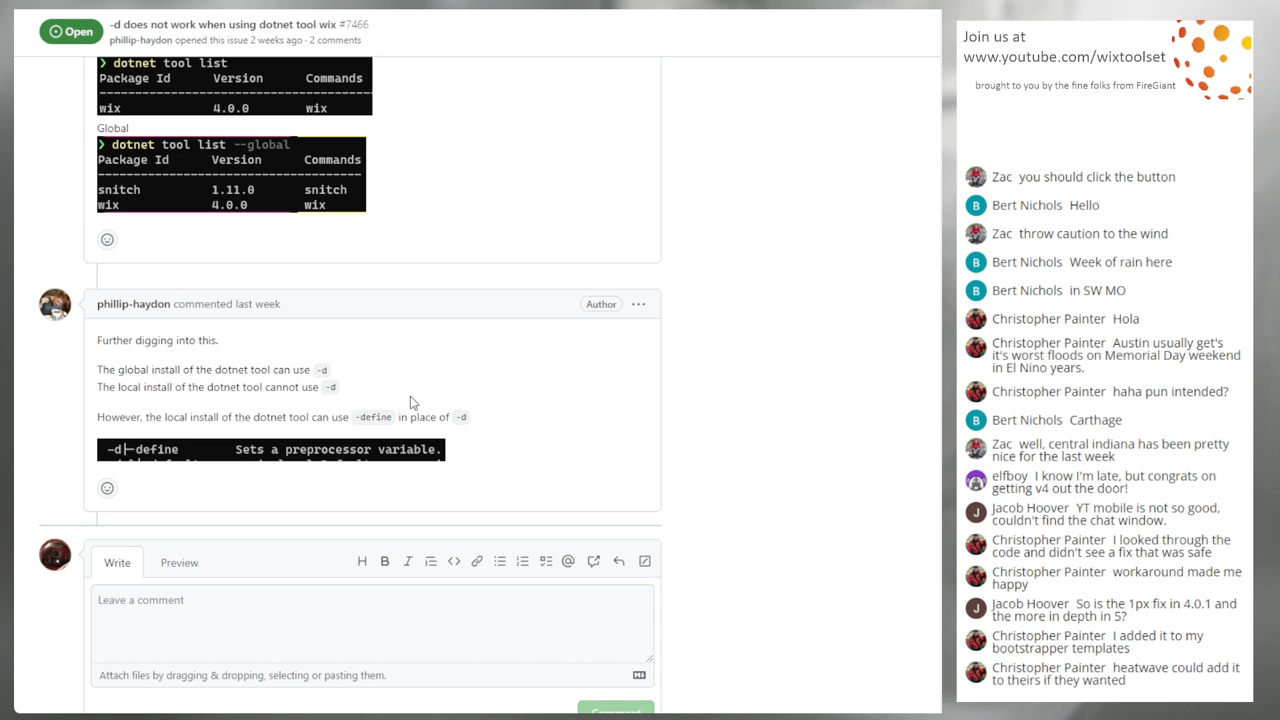 Open
-d does not work when using dotnet tool wix #7466
phillip-haydon opened this issue 2 weeks ago · 2 comments
❯ dotnet tool list
Package Id Version Commands
------------------------------------
wix 4.0.0 wix
Global
❯ dotnet tool list --global
Package Id Version Commands
------------------------------------
snitch 1.11.0 snitch
wix 4.0.0 wix
phillip-haydon commented last week
Author
Further digging into this.
The global install of the dotnet tool can use -d
The local install of the dotnet tool cannot use -d
However, the local install of the dotnet tool can use -define in place of -d
-d|-define Sets a preprocessor variable.
Write Preview
Leave a comment
Attach files by dragging & dropping, selecting or pasting them.
Comment
Join us at
www.youtube.com/wixtoolset
brought to you by the fine folks from FireGiant
Zac you should click the button
B Bert Nichols Hello
Zac throw caution to the wind
B Bert Nichols Week of rain here
B Bert Nichols in SW MO
Christopher Painter Hola
Christopher Painter Austin usually get's
it's worst floods on Memorial Day weekend
in El Nino years.
Christopher Painter haha pun intended?
B Bert Nichols Carthage
Zac well, central indiana has been pretty
nice for the last week
elfboy I know I'm late, but congrats on
getting v4 out the door!
J Jacob Hoover YT mobile is not so good,
couldn't find the chat window.
Christopher Painter I looked through the
code and didn't see a fix that was safe
Christopher Painter workaround made me
happy
J Jacob Hoover So is the 1px fix in 4.0.1 and
the more in depth in 5?
Christopher Painter I added it to my
bootstrapper templates
Christopher Painter heatwave could add it
to theirs if they wanted